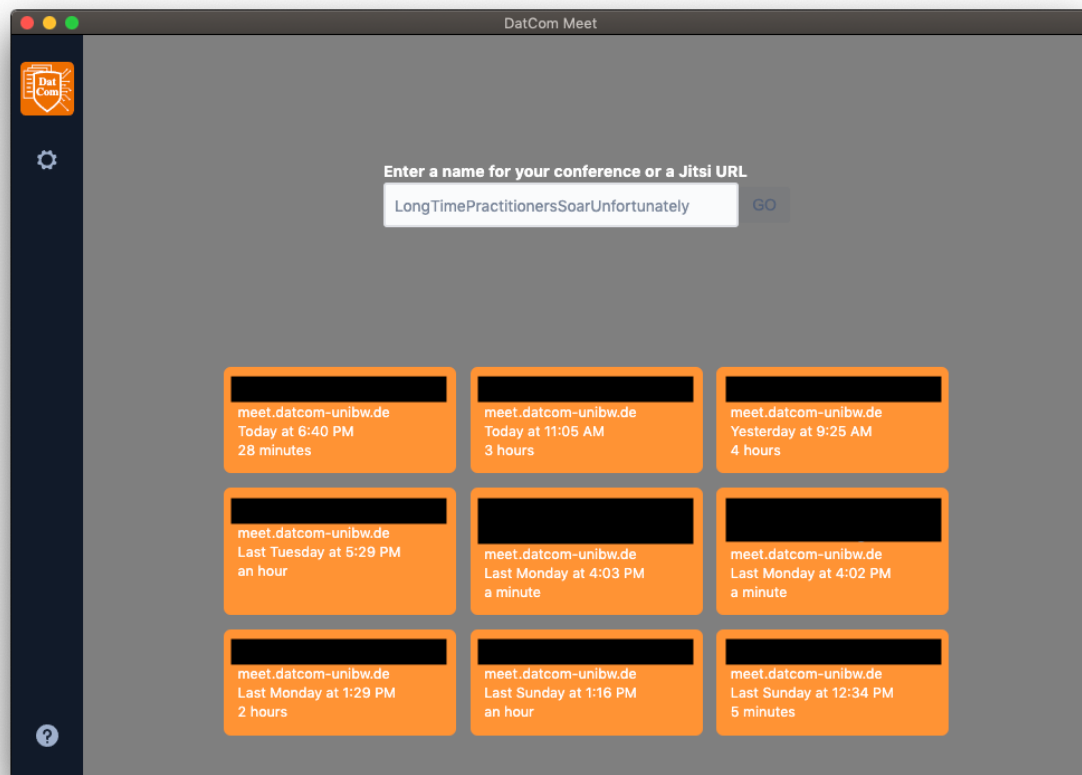 DatCom Meet
Dat
Com
Enter a name for your conference or a Jitsi URL
LongTimePractitionersSoarUnfortunately
GO
meet.datcom-unibw.de
Today at 6:40 PM
28 minutes
meet.datcom-unibw.de
Today at 11:05 AM
3 hours
meet.datcom-unibw.de
Yesterday at 9:25 AM
4 hours
meet.datcom-unibw.de
Last Tuesday at 5:29 PM
an hour
meet.datcom-unibw.de
Last Monday at 4:03 PM
a minute
meet.datcom-unibw.de
Last Monday at 4:02 PM
a minute
meet.datcom-unibw.de
Last Monday at 1:29 PM
2 hours
meet.datcom-unibw.de
Last Sunday at 1:16 PM
an hour
meet.datcom-unibw.de
Last Sunday at 12:34 PM
5 minutes
?